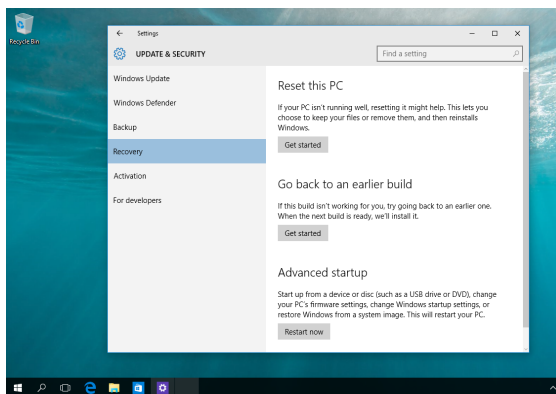 Recycle Bin
Settings
UPDATE & SECURITY
Find a setting
Windows Update
Windows Defender
Backup
Recovery
Activation
For developers
Reset this PC
If your PC isn't running well, resetting it might help. This lets you
choose to keep your files or remove them, and then reinstalls
Windows.
Get started
Go back to an earlier build
If this build isn't working for you, try going back to an earlier one.
When the next build is ready, we'll install it.
Get started
Advanced startup
Start up from a device or disc (such as a USB drive or DVD), change
your PC's firmware settings, change Windows startup settings, or
restore Windows from a system image. This will restart your PC.
Restart now